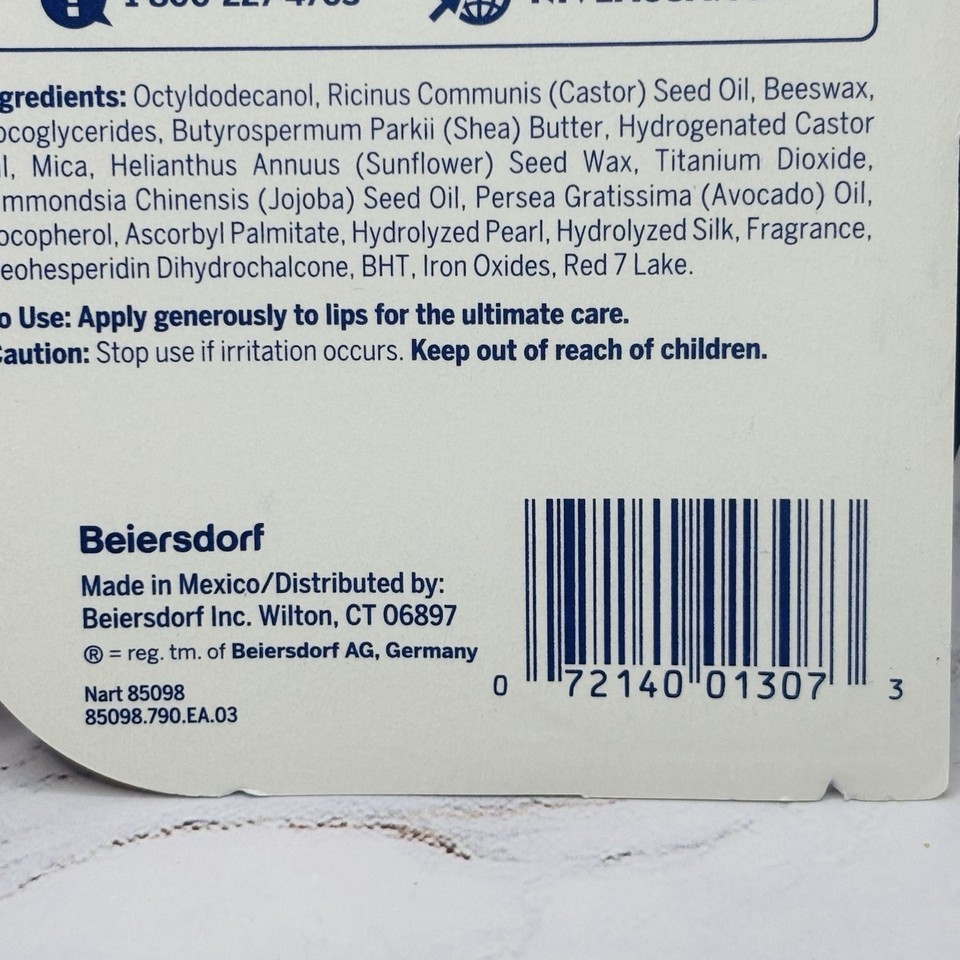 gredients: Octyldodecanol, Ricinus Communis (Castor) Seed Oil, Beeswax,
ocoglycerides, Butyrospermum Parkii (Shea) Butter, Hydrogenated Castor
l, Mica, Helianthus Annuus (Sunflower) Seed Wax, Titanium Dioxide,
mmondsia Chinensis (Jojoba) Seed Oil, Persea Gratissima (Avocado) Oil,
ocopherol, Ascorbyl Palmitate, Hydrolyzed Pearl, Hydrolyzed Silk, Fragrance,
eohesperidin Dihydrochalcone, BHT, Iron Oxides, Red 7 Lake.
o Use: Apply generously to lips for the ultimate care.
Caution: Stop use if irritation occurs. Keep out of reach of children.
Beiersdorf
Made in Mexico/Distributed by:
Beiersdorf Inc. Wilton, CT 06897
® = reg. tm. of Beiersdorf AG, Germany
Nart 85098
85098.790.EA.03
0 72140 01307 3